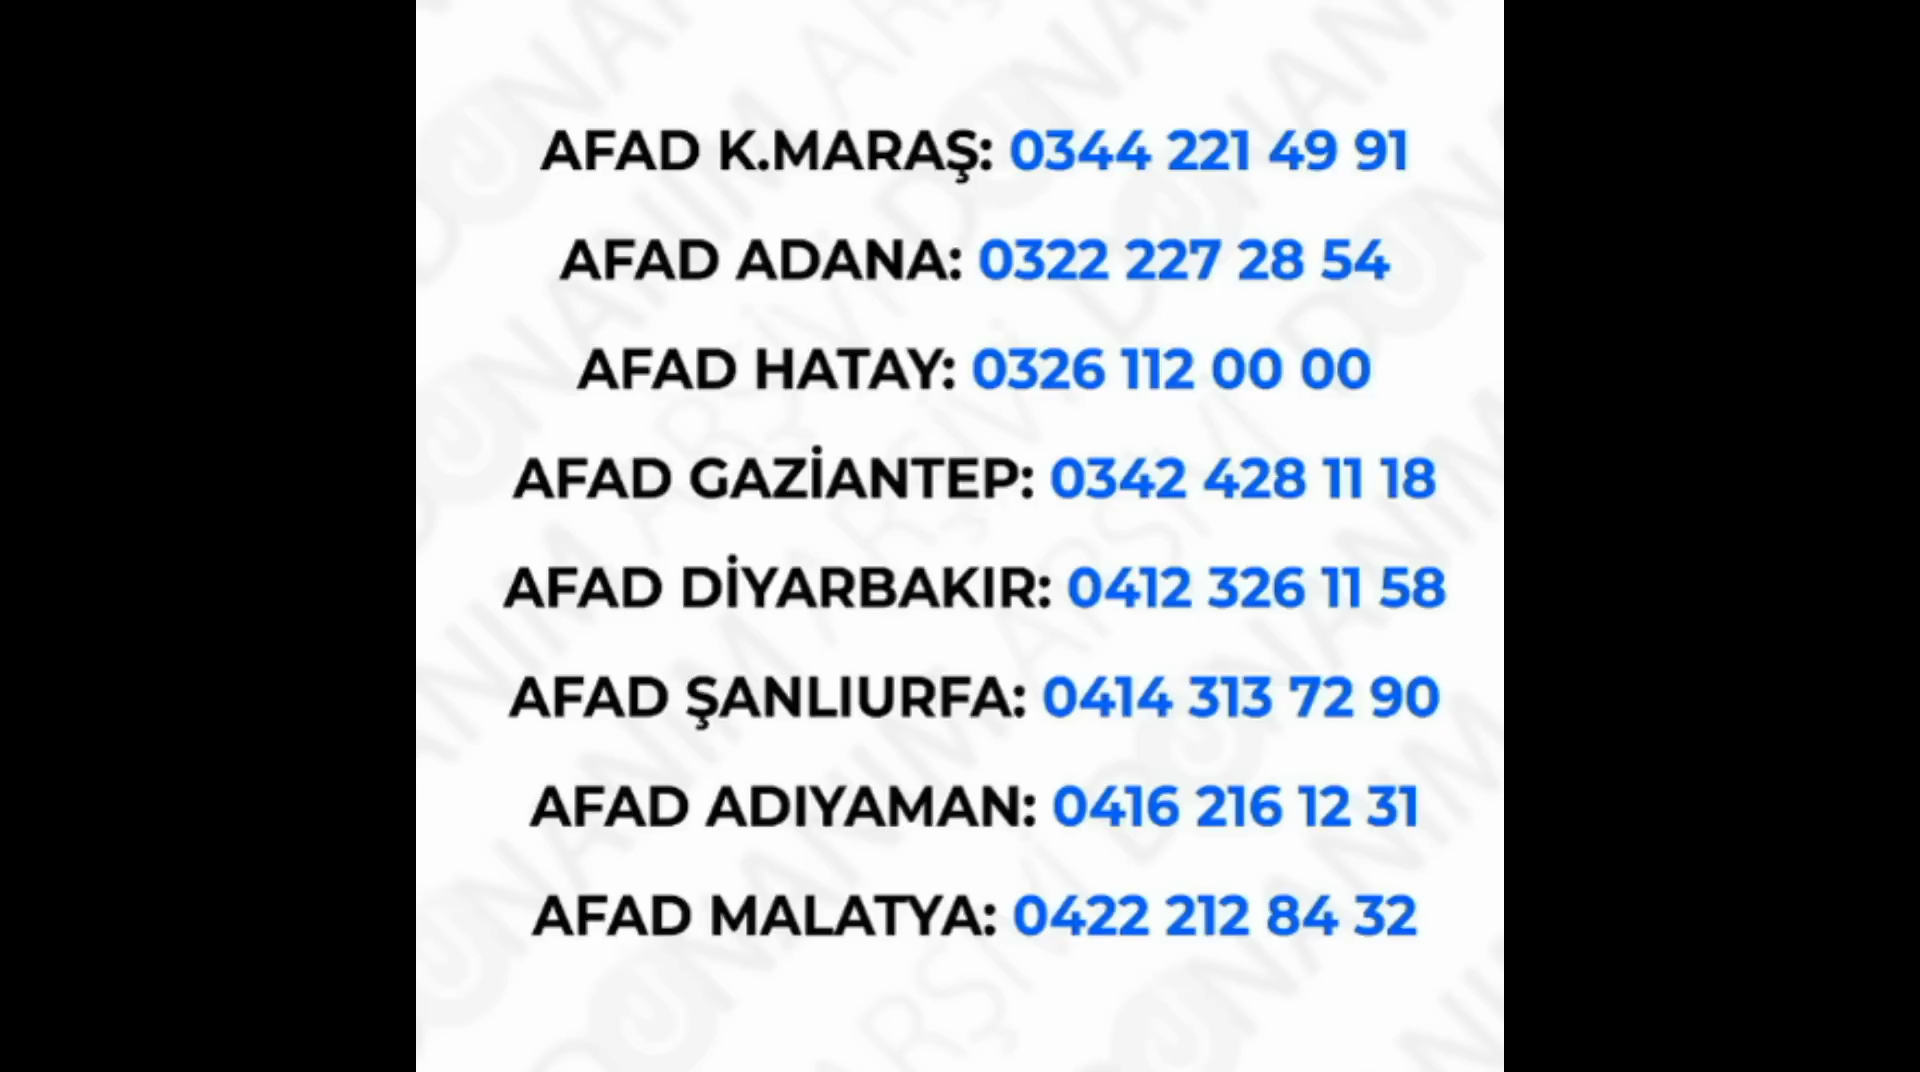 AFAD K.MARAŞ: 0344 221 49 91
AFAD ADANA: 0322 227 28 54
AFAD HATAY: 0326 112 00 00
AFAD GAZİANTEP: 0342 428 11 18
AFAD DİYARBAKIR: 0412 326 11 58
AFAD ŞANLIURFA: 0414 313 72 90
AFAD ADIYAMAN: 0416 216 12 31
AFAD MALATYA: 0422 212 84 32